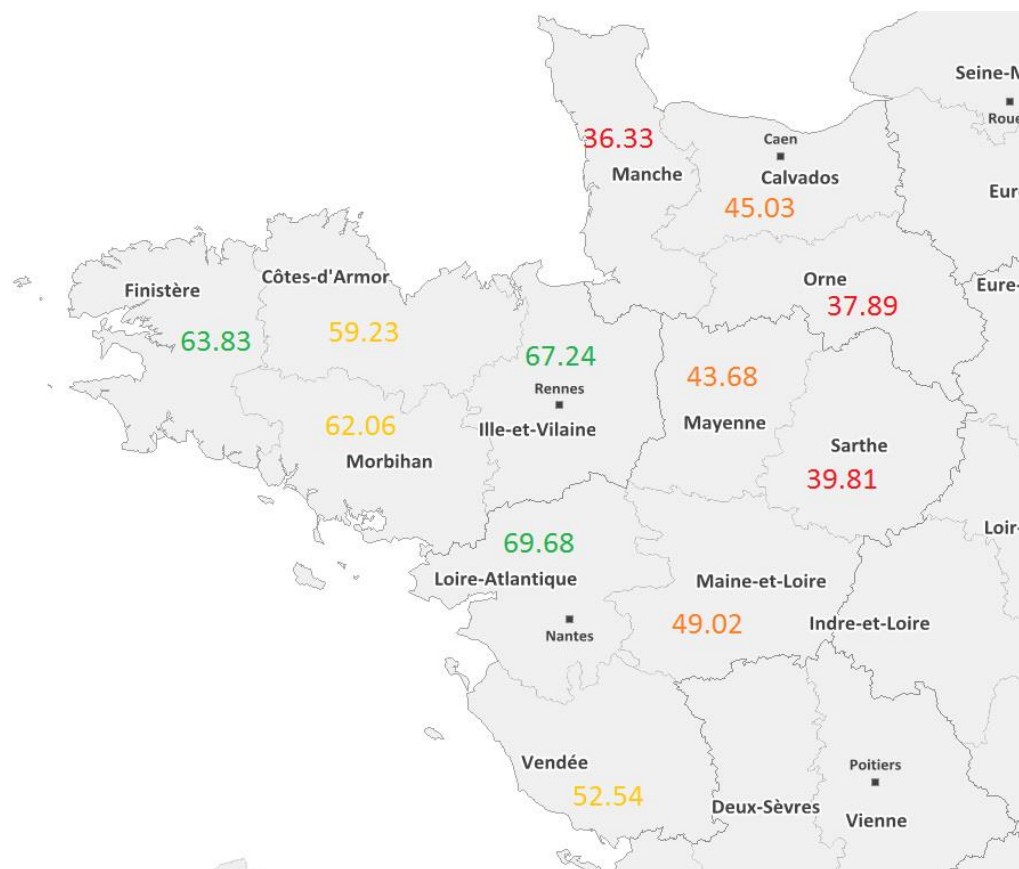 Seine-M
Roue
36.33
Caen
Manche
Calvados
Eur
45.03
Côtes-d'Armor
Orne
Finistère
Eure-
37.89
63.83
59.23
67.24
43.68
Rennes
62.06
Mayenne
Ille-et-Vilaine
Sarthe
Morbihan
39.81
Loir-
69.68
Loire-Atlantique
Maine-et-Loire
49.02
Indre-et-Loire
Nantes
Vendée
Poitiers
52.54
Deux-Sèvres
Vienne